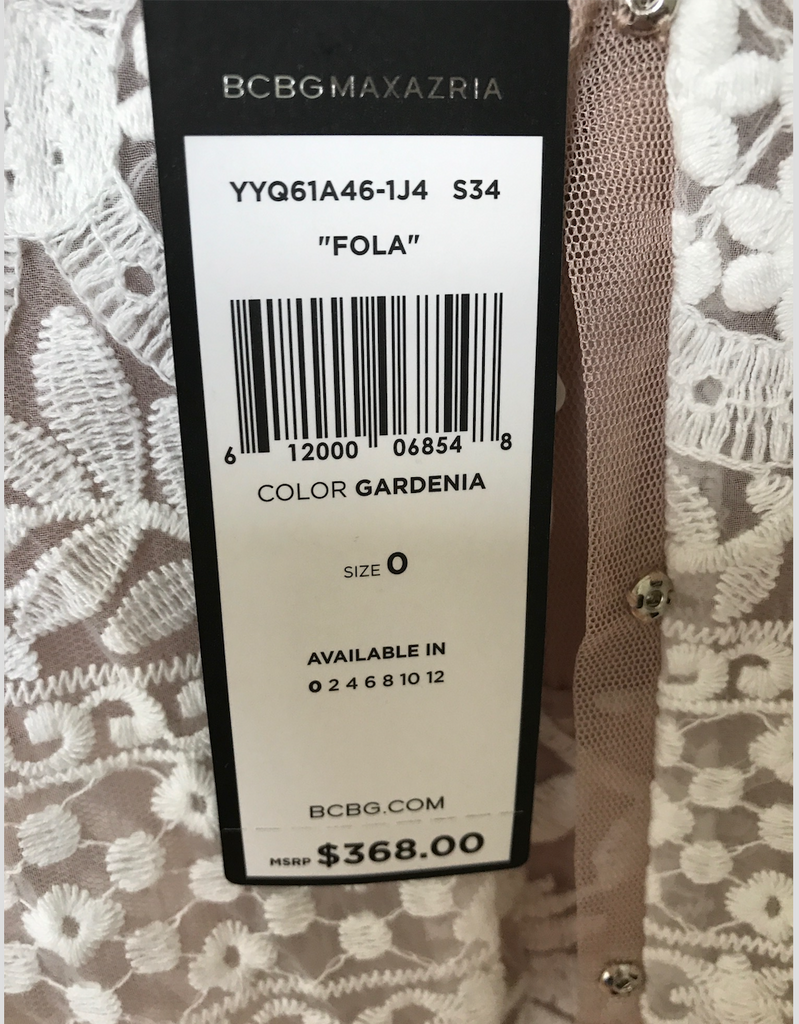 BCBGMAXAZRIA
YYQ61A46-1J4 S34
"FOLA"
6 12000 06854 8
COLOR GARDENIA
SIZE 0
AVAILABLE IN
0 2 4 6 8 10 12
BCBG.COM
MSRP $368.00